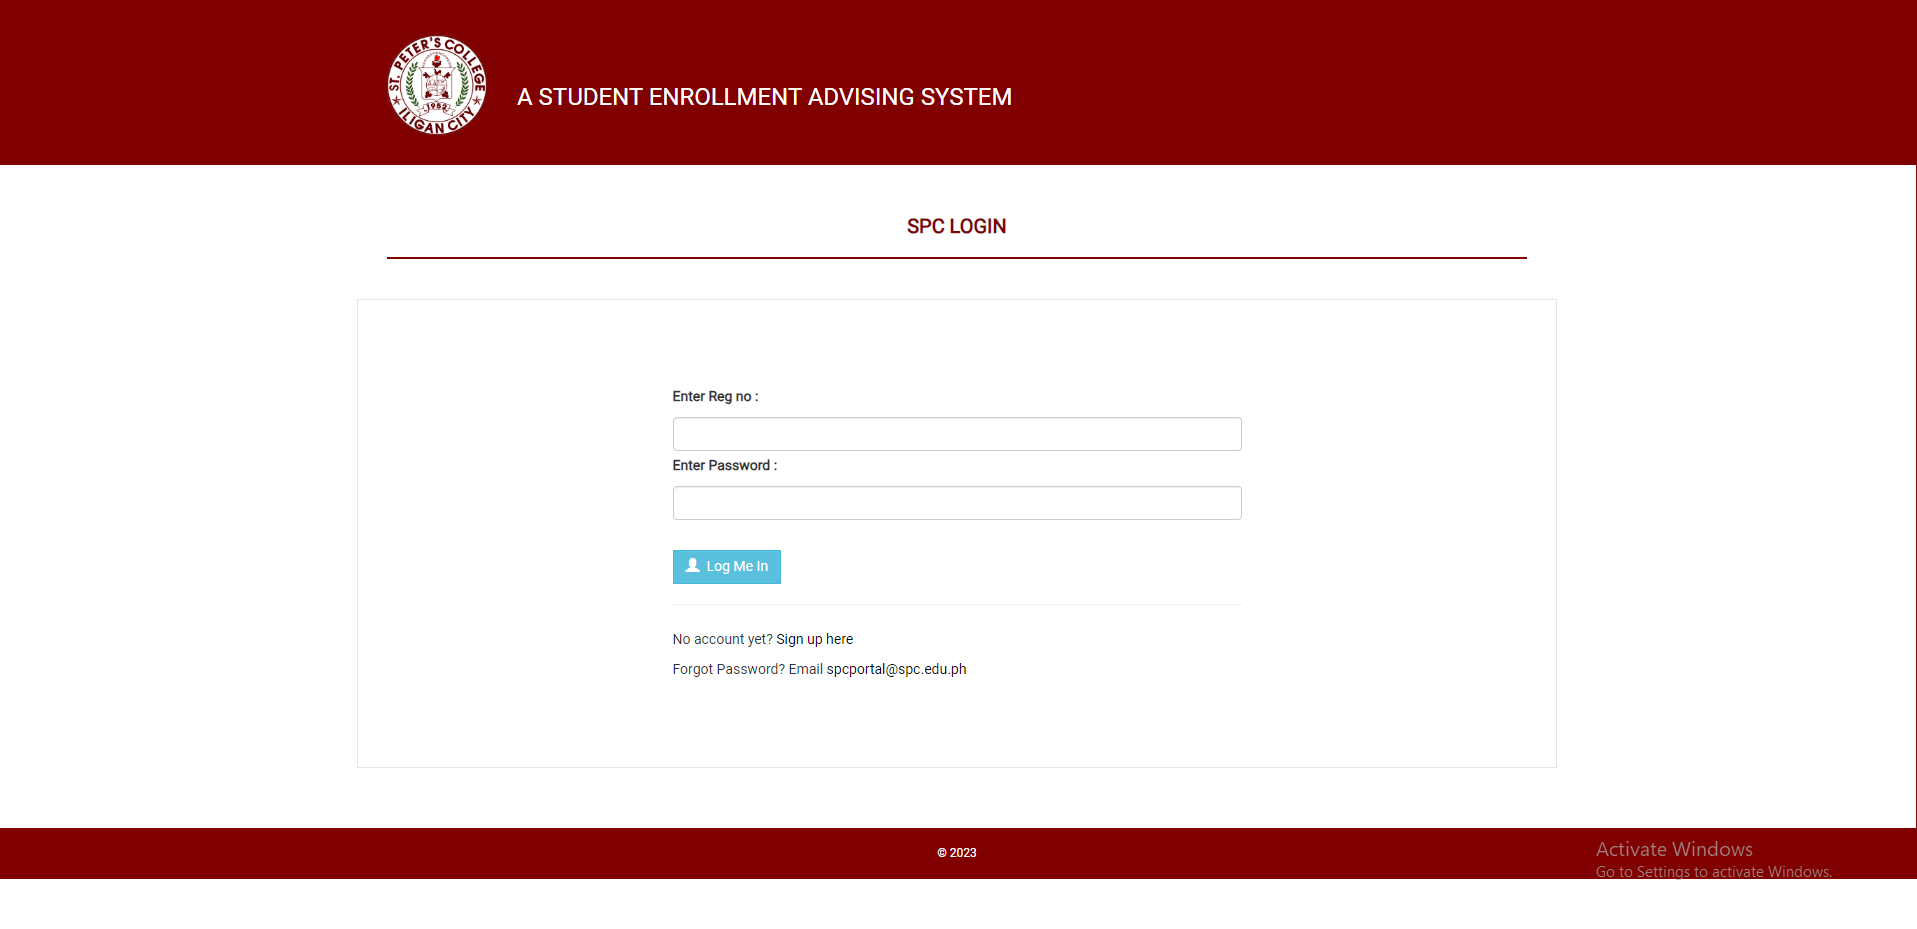 ST. PETER'S COLLEGE
1952
ILIGAN CITY
A STUDENT ENROLLMENT ADVISING SYSTEM
SPC LOGIN
Enter Reg no :
Enter Password :
Log Me In
No account yet? Sign up here
Forgot Password? Email spcportal@spc.edu.ph
© 2023
Activate Windows
Go to Settings to activate Windows.